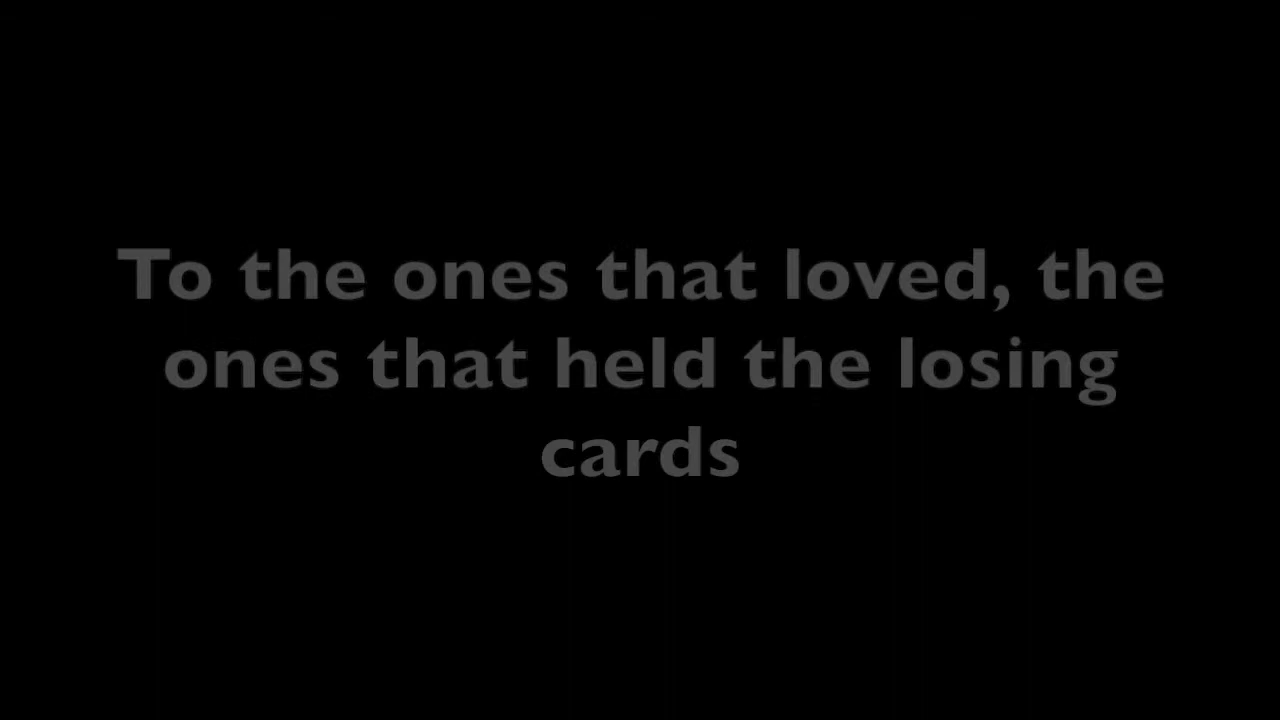 To the ones that loved, the
ones that held the losing
cards